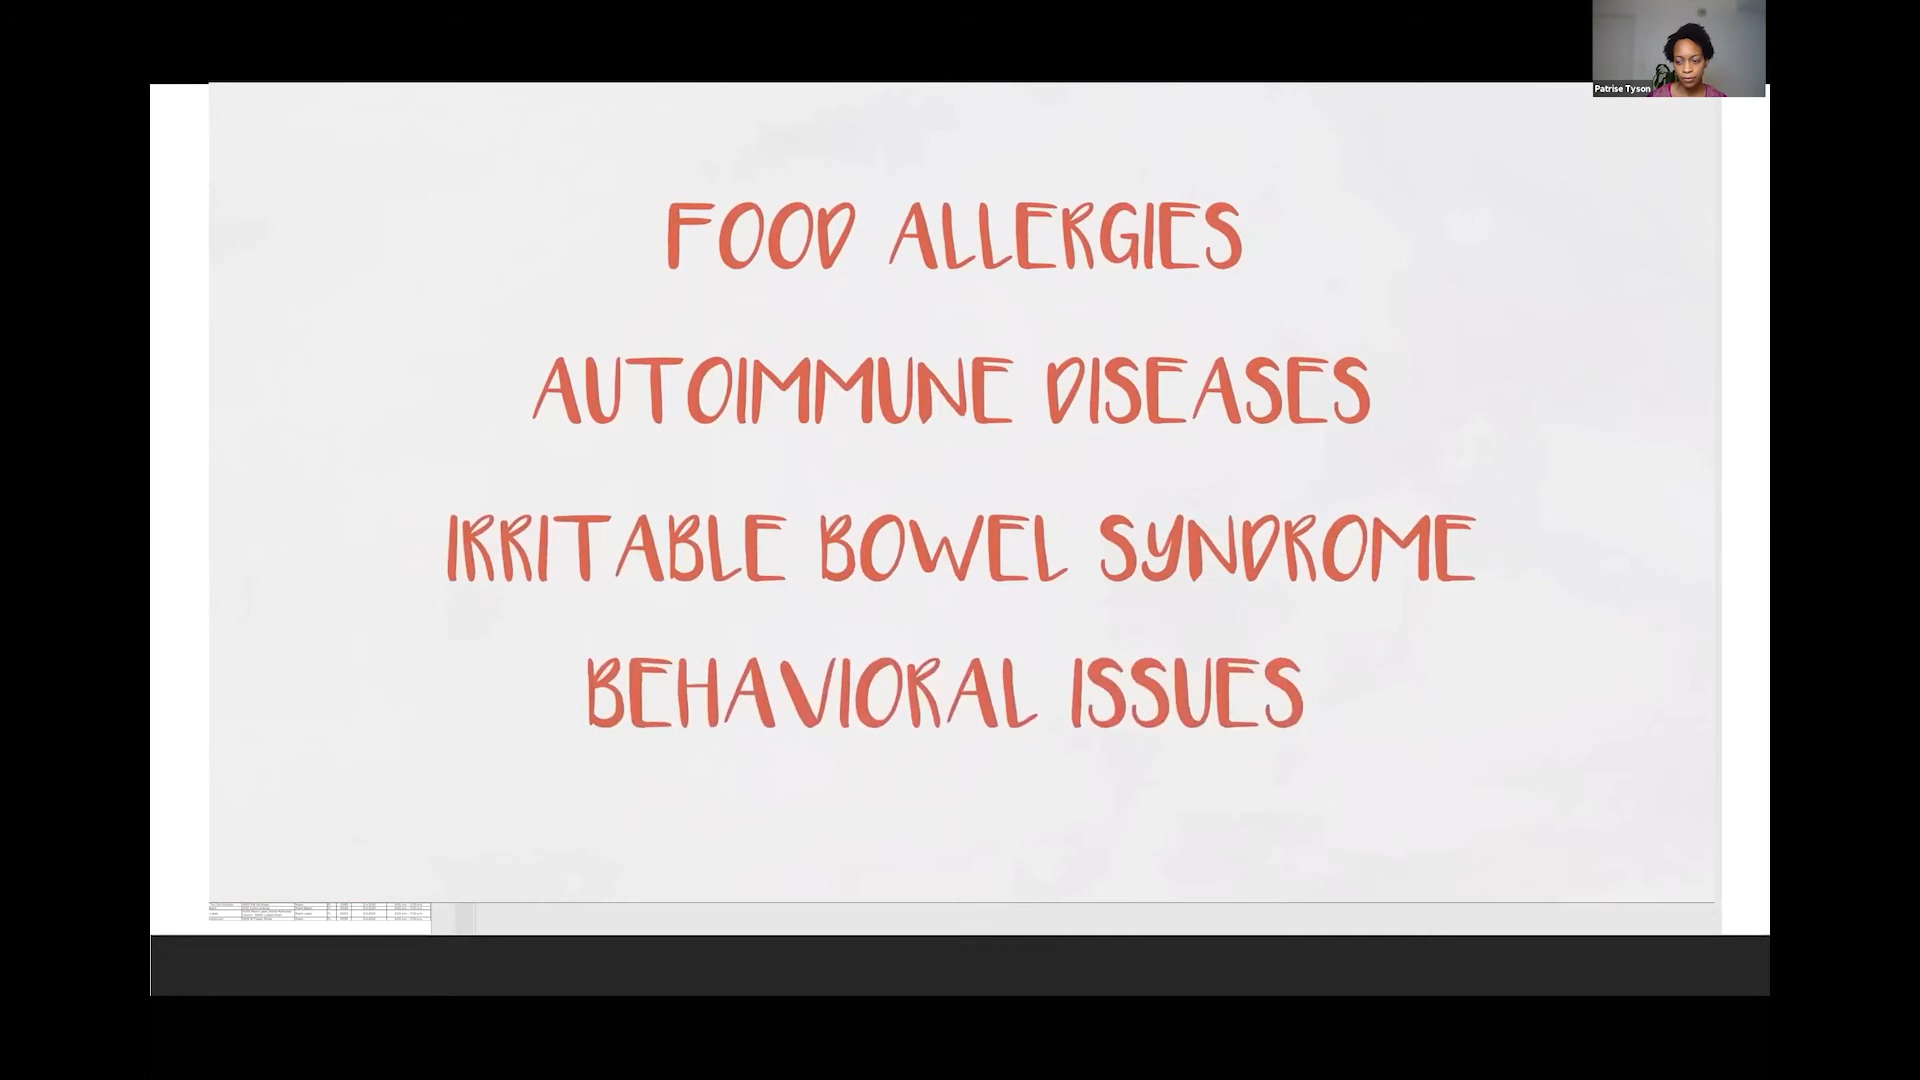 Patrise Tyson
FOOD ALLERGIES
AUTOIMMUNE DISEASES
IRRITABLE BOWEL SYNDROME
BEHAVIORAL ISSUES